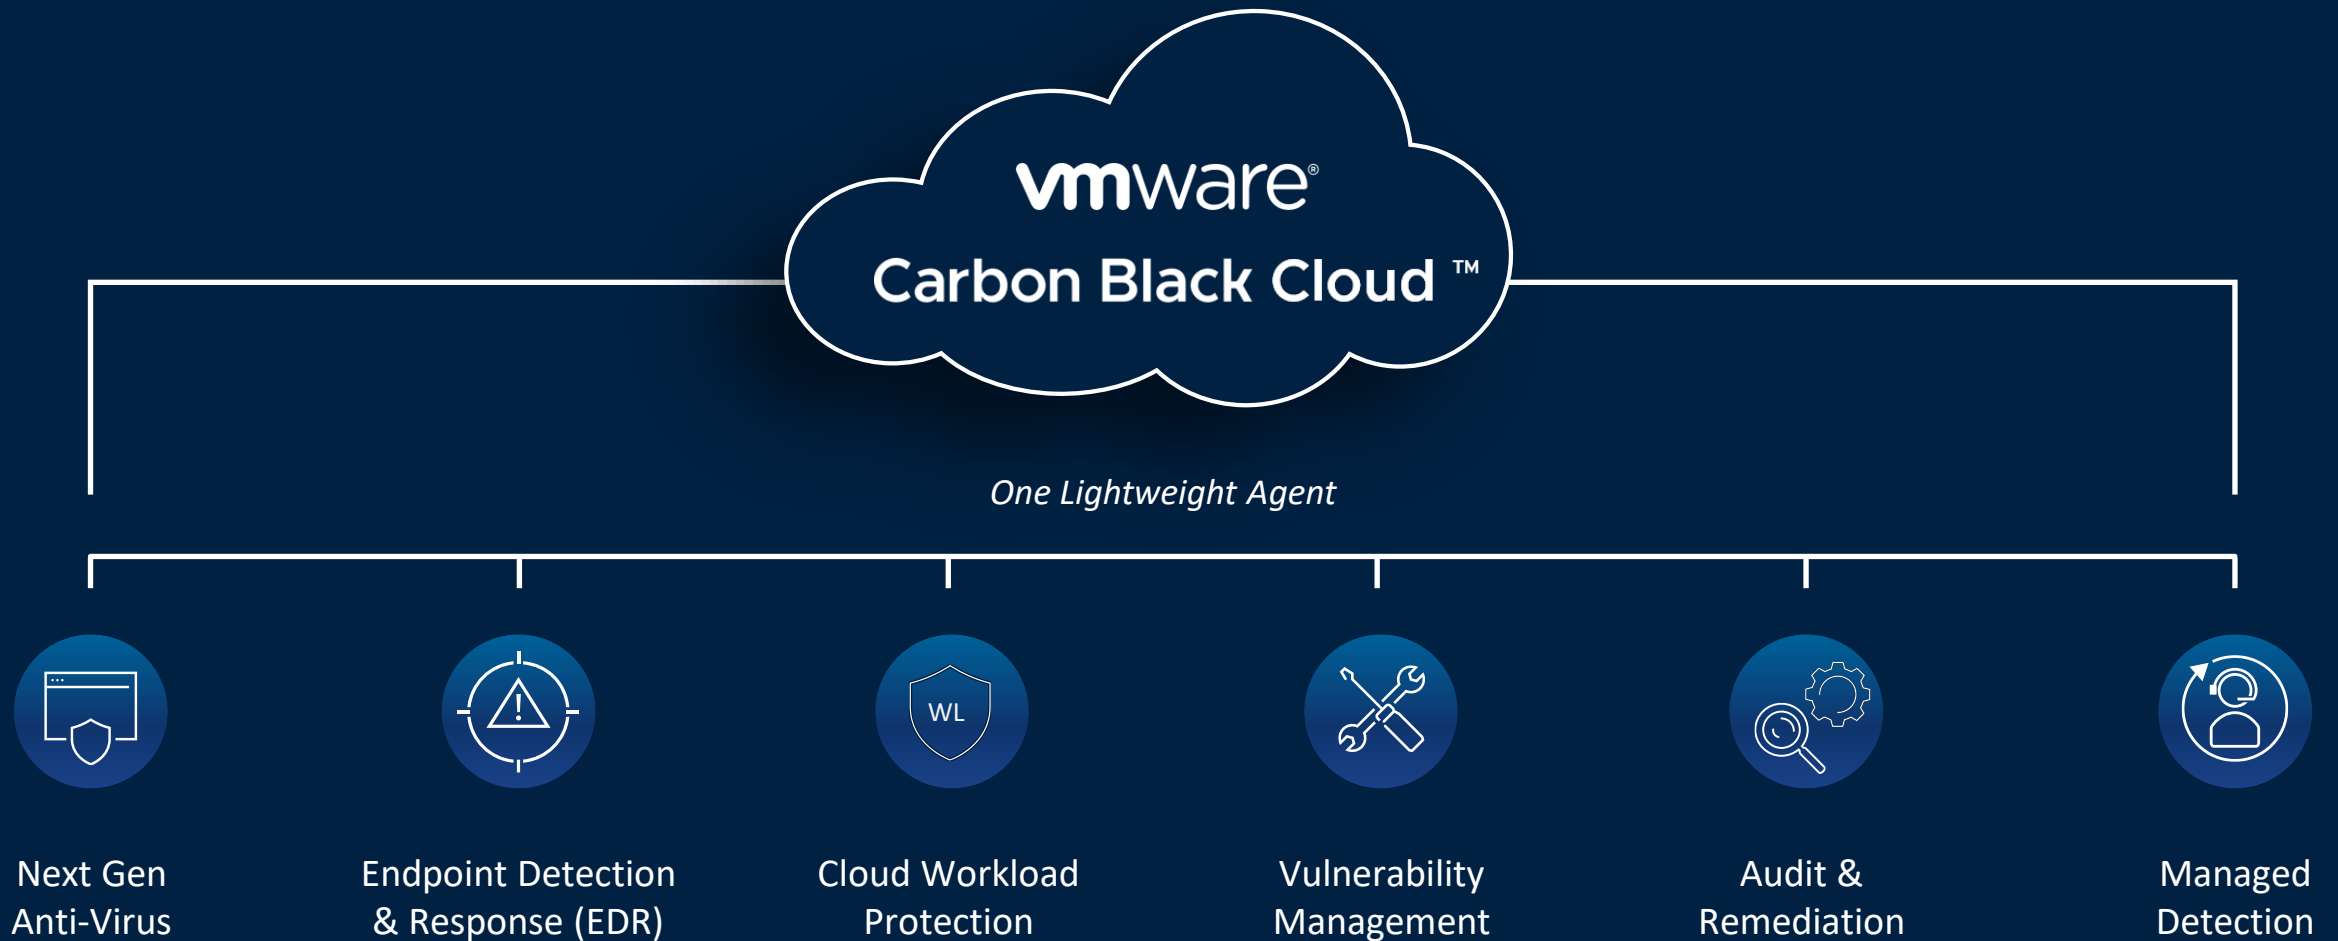 vmware®
Carbon Black Cloud ™
One Lightweight Agent
WL
Next Gen
Anti-Virus
Endpoint Detection
& Response (EDR)
Cloud Workload
Protection
Vulnerability
Management
Audit &
Remediation
Managed
Detection